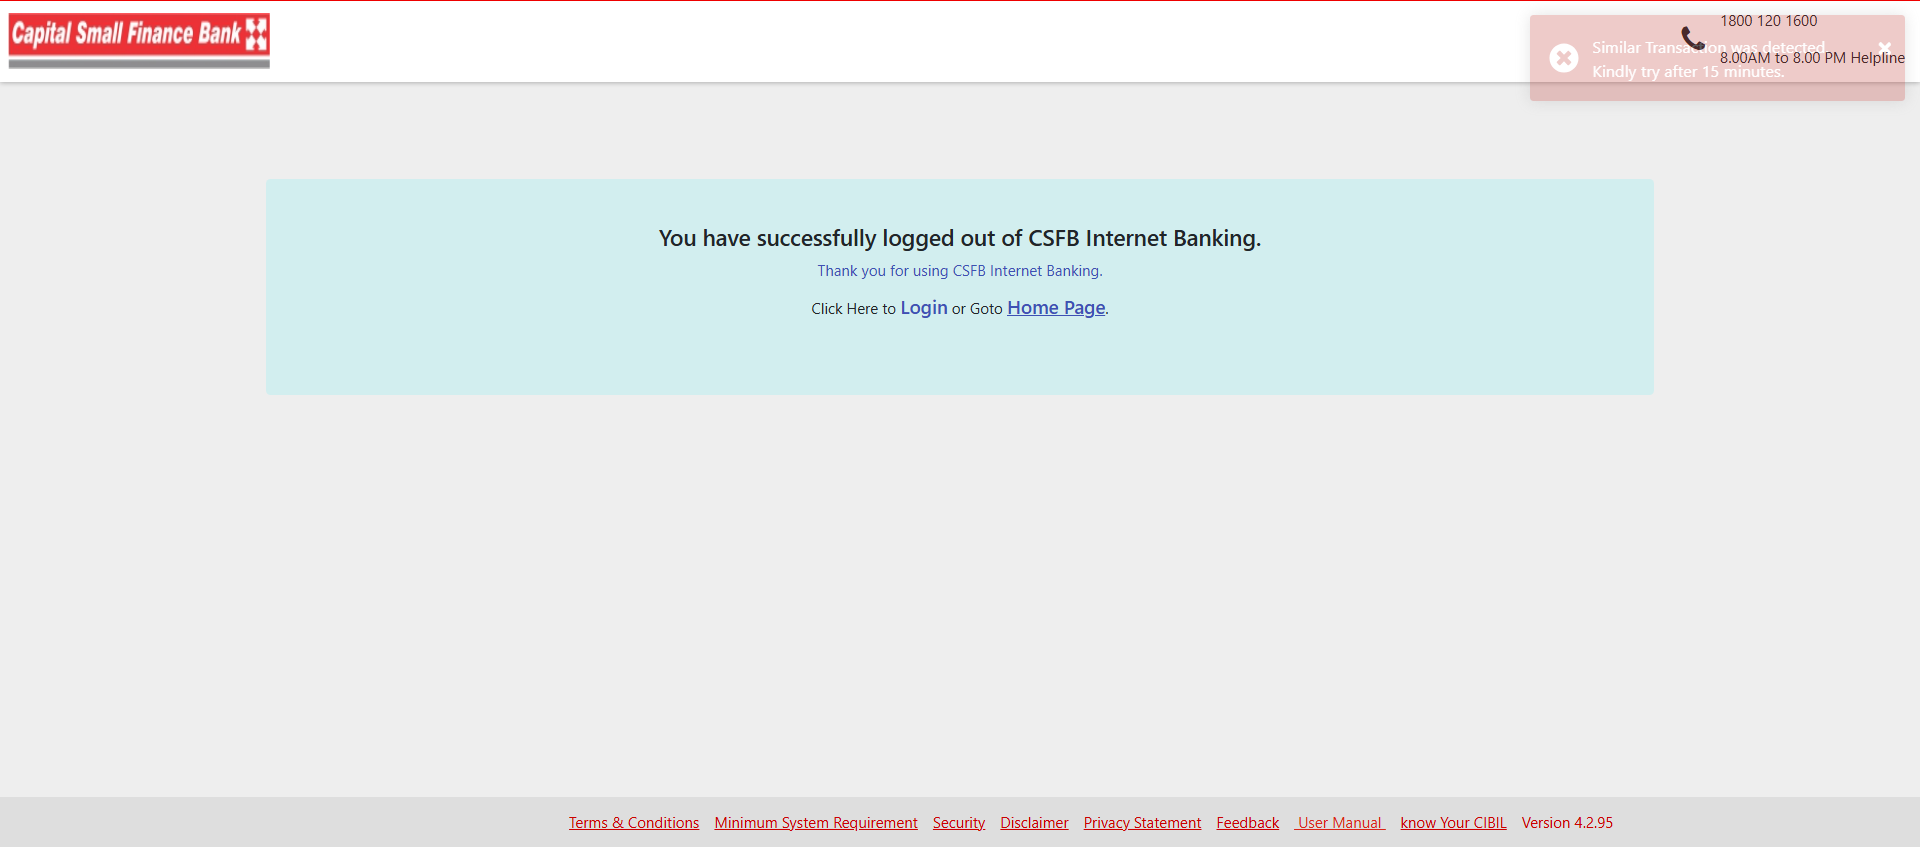 Capital Small Finance Bank
1800 120 1600
8.00AM to 8.00 PM Helpline
Similar Transaction was detected
Kindly try after 15 minutes.
You have successfully logged out of CSFB Internet Banking.
Thank you for using CSFB Internet Banking.
Click Here to Login or Goto Home Page.
Terms & Conditions Minimum System Requirement Security Disclaimer Privacy Statement Feedback User Manual know Your CIBIL Version 4.2.95